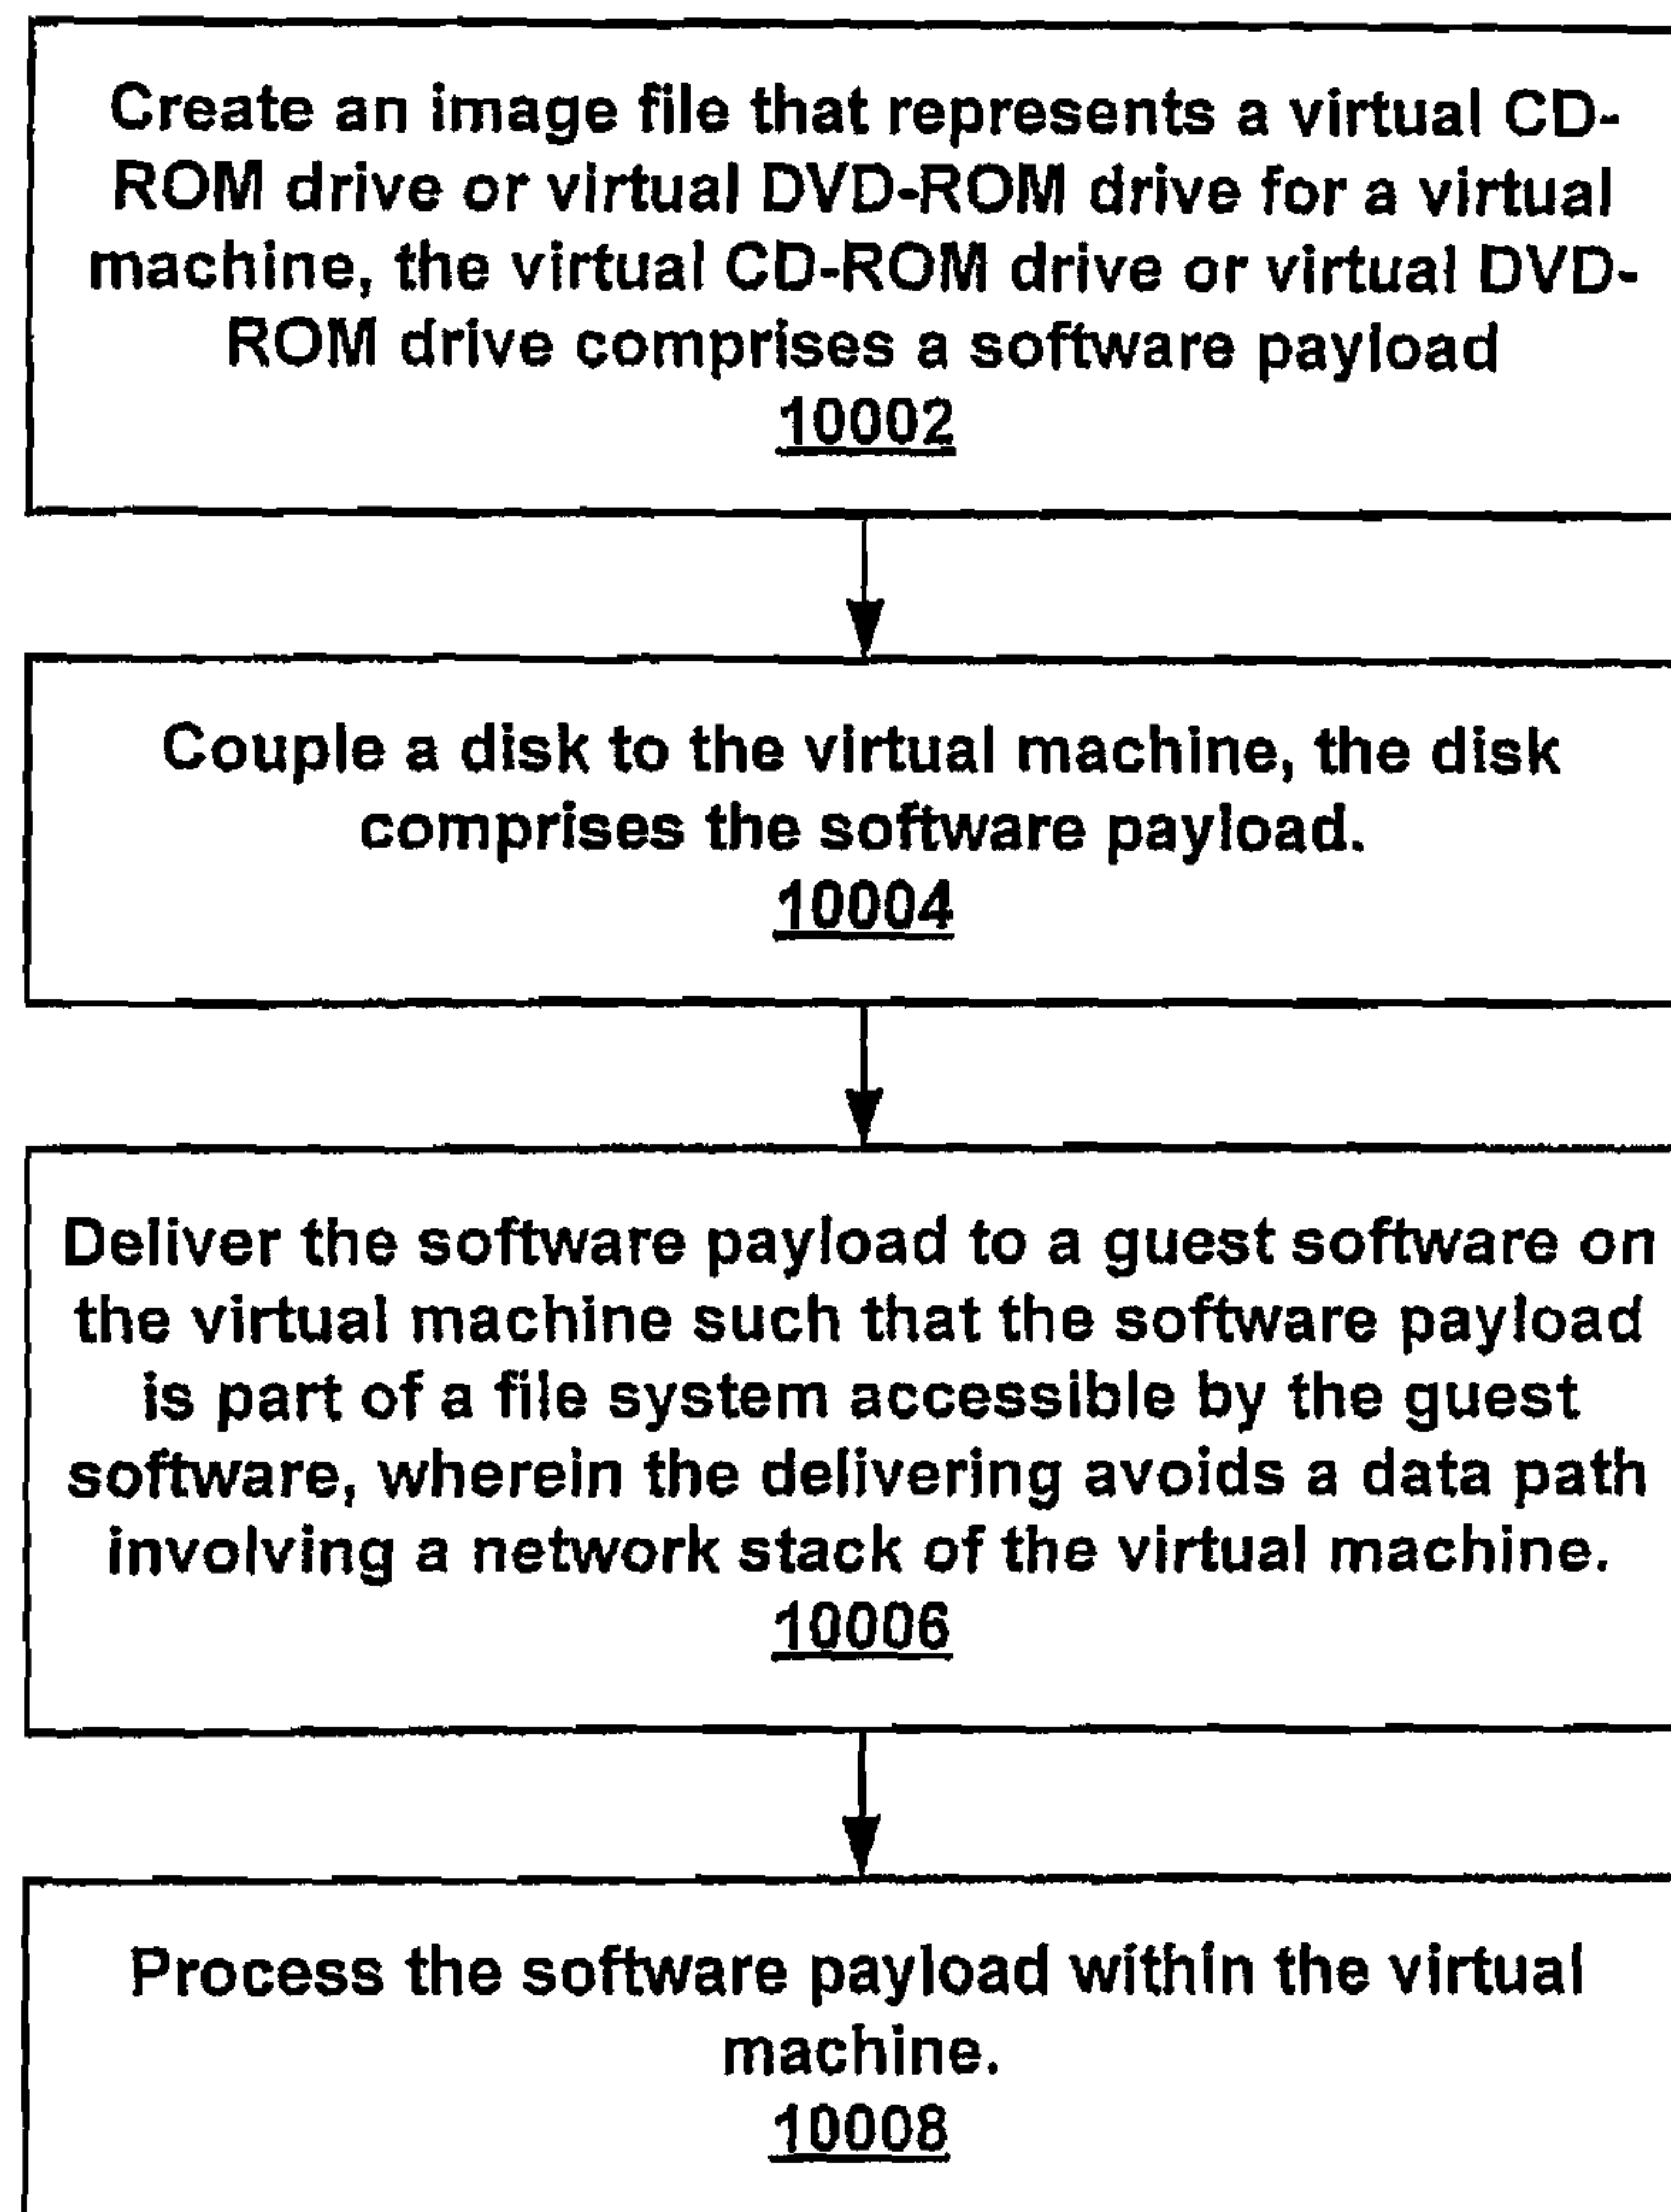 Create an image file that represents a virtual CD-
ROM drive or virtual DVD-ROM drive for a virtual
machine, the virtual CD-ROM drive or virtual DVD-
ROM drive comprises a software payload
10002
Couple a disk to the virtual machine, the disk
comprises the software payload.
10004
Deliver the software payload to a guest software on
the virtual machine such that the software payload
is part of a file system accessible by the guest
software, wherein the delivering avoids a data path
involving a network stack of the virtual machine.
10006
Process the software payload within the virtual
machine.
10008